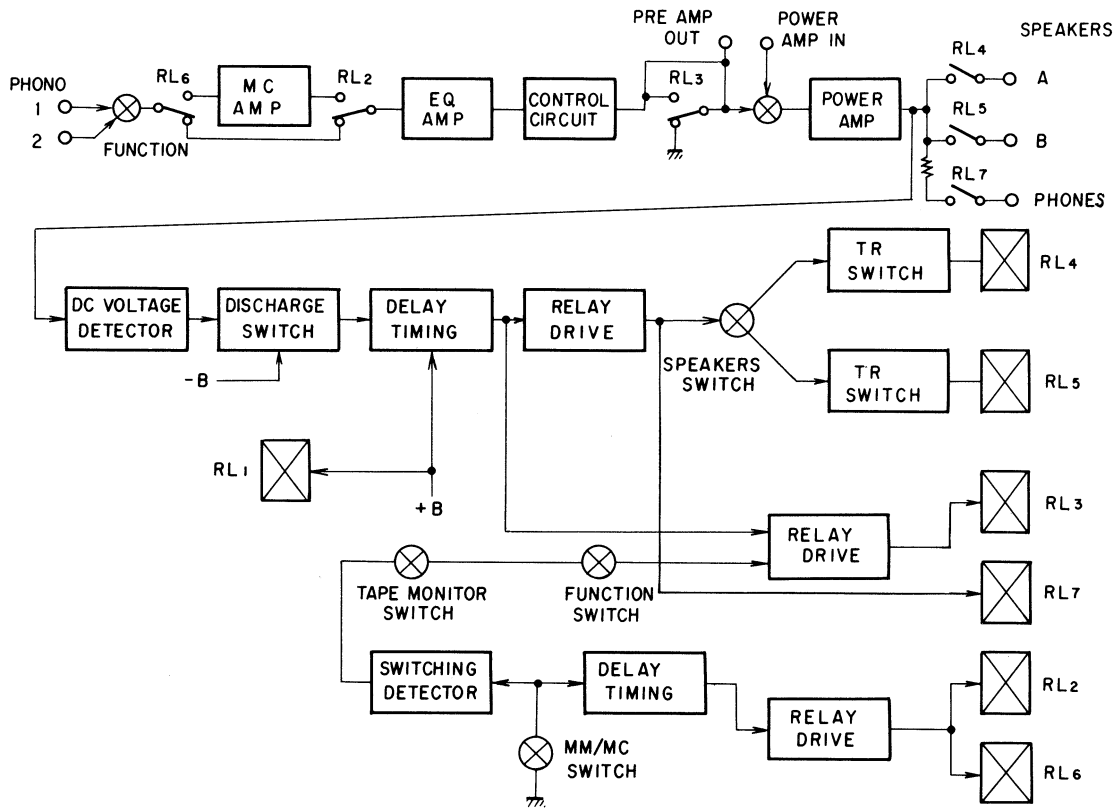 PRE AMP
OUT
POWER
AMP IN
SPEAKERS
PHONO
1
2
FUNCTION
RL6
MC
AMP
RL2
EQ
AMP
CONTROL
CIRCUIT
RL3
POWER
AMP
RL4
A
RL5
B
RL7
PHONES
DC VOLTAGE
DETECTOR
DISCHARGE
SWITCH
-B
DELAY
TIMING
RELAY
DRIVE
SPEAKERS
SWITCH
TR
SWITCH
RL4
TR
SWITCH
RL5
RL1
+B
RELAY
DRIVE
RL3
TAPE MONITOR
SWITCH
FUNCTION
SWITCH
RL7
SWITCHING
DETECTOR
DELAY
TIMING
MM/MC
SWITCH
RELAY
DRIVE
RL2
RL6